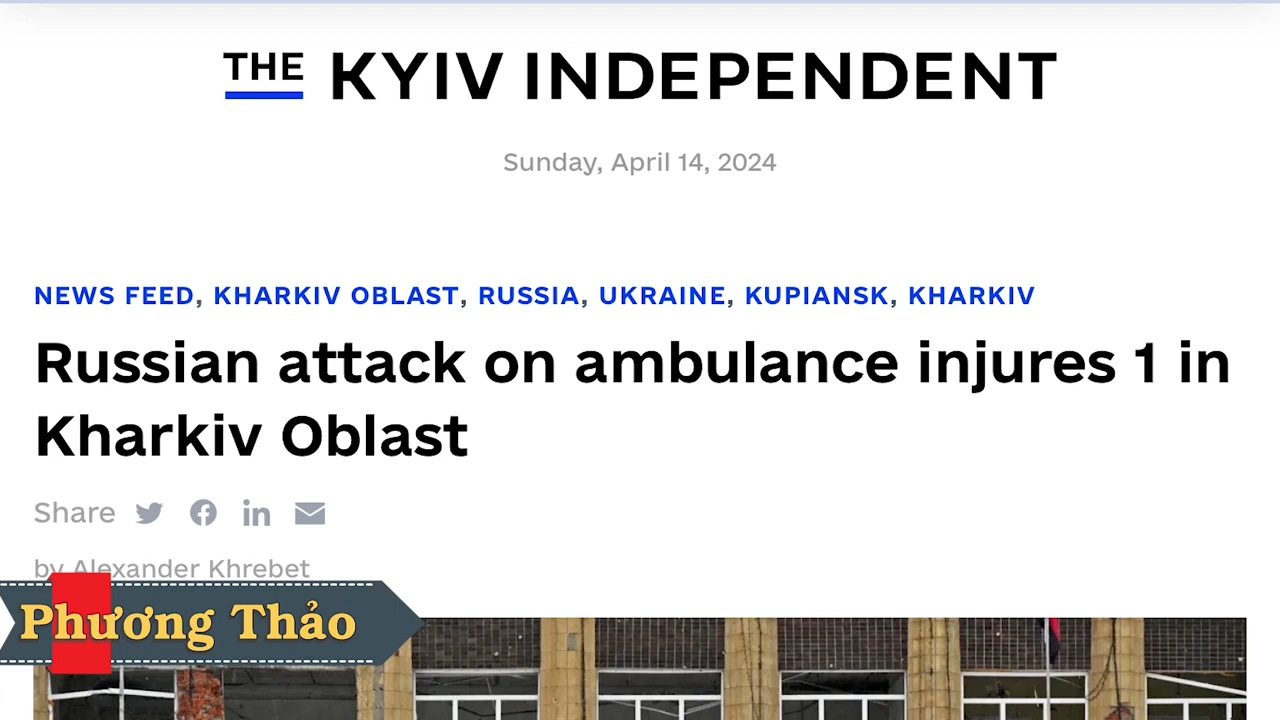 THE KYIV INDEPENDENT
Sunday, April 14, 2024
NEWS FEED, KHARKIV OBLAST, RUSSIA, UKRAINE, KUPIANSK, KHARKIV
Russian attack on ambulance injures 1 in
Kharkiv Oblast
Share
by Alexander Khrebet
Phương Thảo